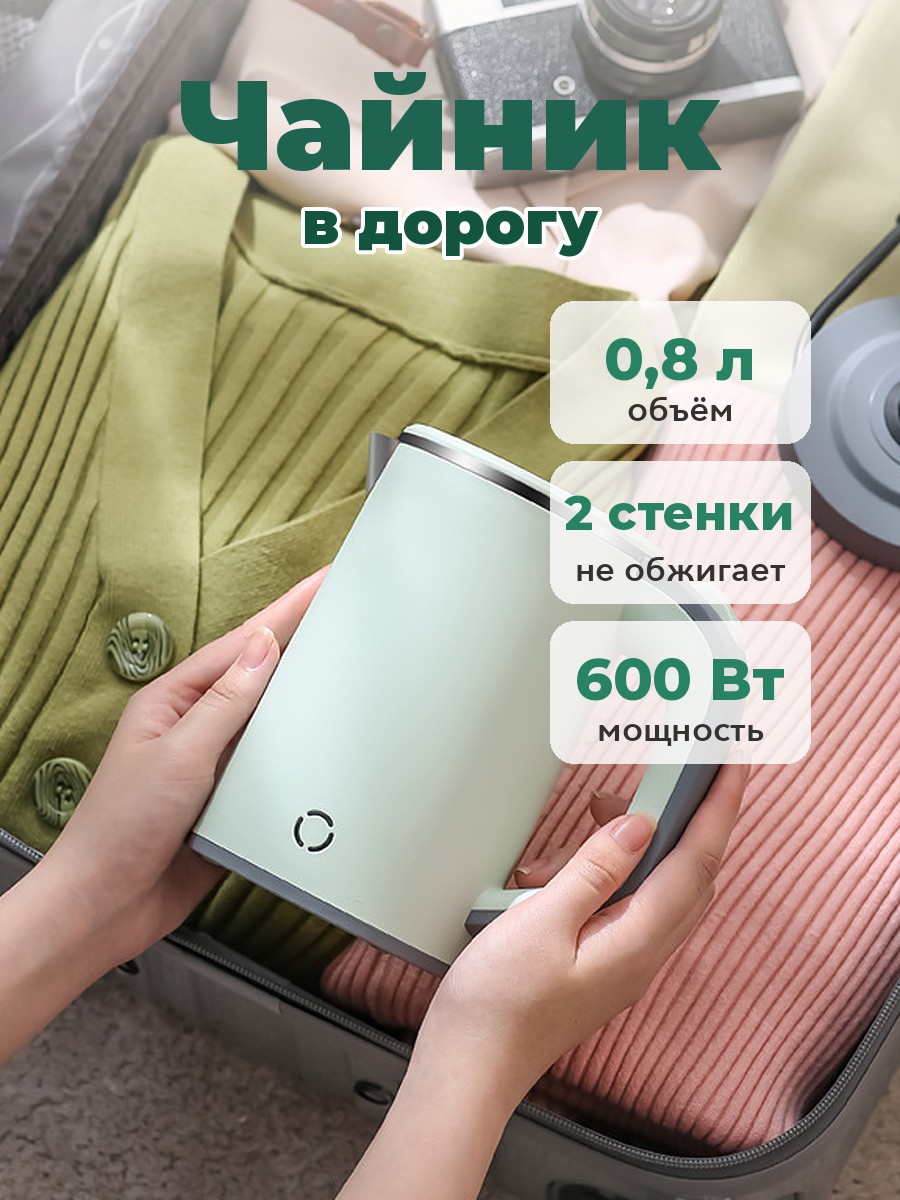 Чайник
в дорогу
0,8 л
объём
2 стенки
не обжигает
600 Вт
мощность